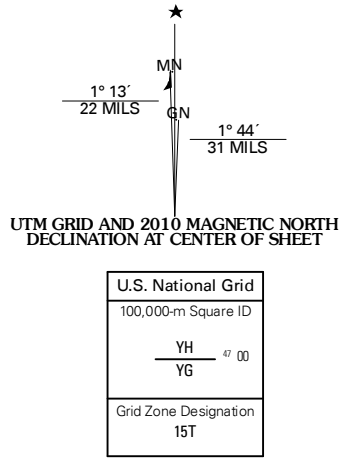 ★
MN
1° 13´
22 MILS
GN
1° 44´
31 MILS
UTM GRID AND 2010 MAGNETIC NORTH
DECLINATION AT CENTER OF SHEET
U.S. National Grid
100,000-m Square ID
YH
47 00
YG
Grid Zone Designation
15T